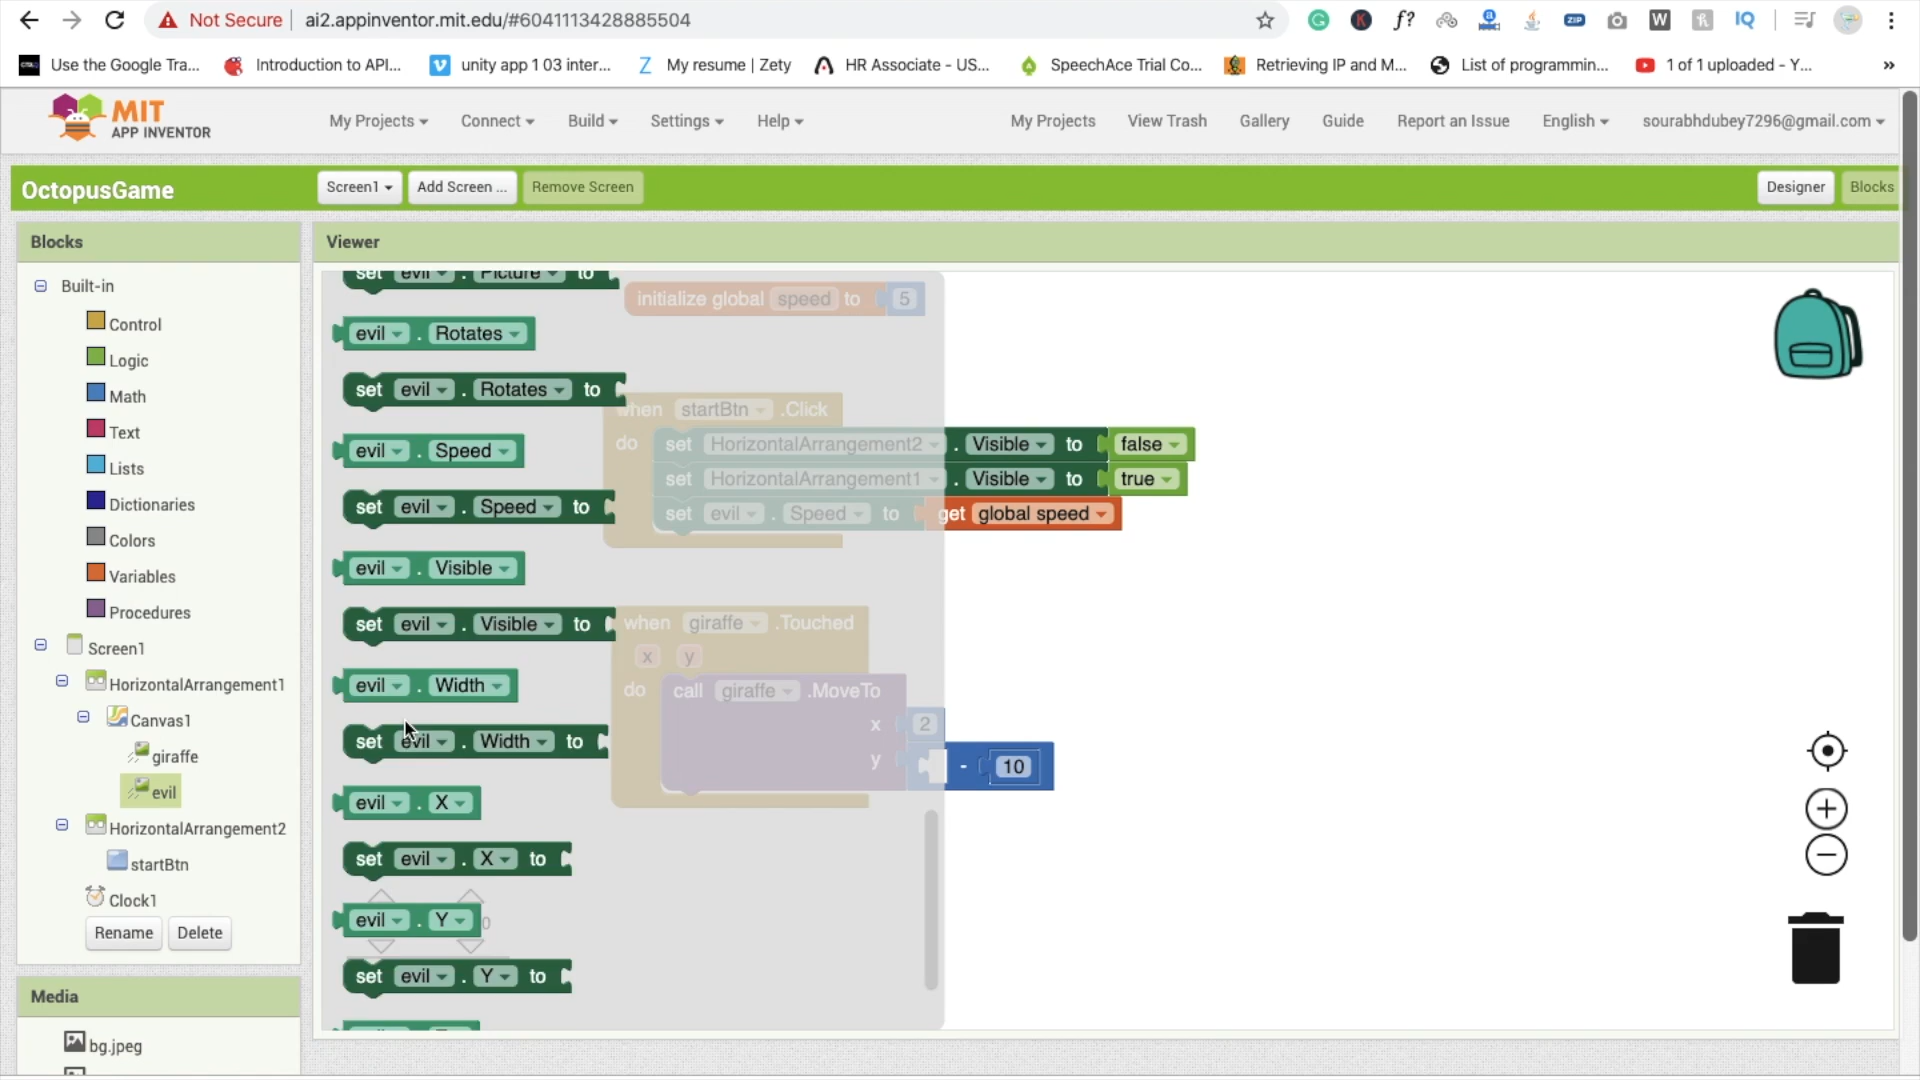 Not Secure ai2.appinventor.mit.edu/#6041113428885504
Use the Google Tra... Introduction to API... unity app 1 03 inter... My resume | Zety HR Associate - US... SpeechAce Trial Co... Retrieving IP and M... List of programmin... 1 of 1 uploaded - Y... »
MIT
APP INVENTOR
My Projects Connect Build Settings Help My Projects View Trash Gallery Guide Report an Issue English sourabhdubey7296@gmail.com
OctopusGame Screen1 Add Screen ... Remove Screen Designer Blocks
Blocks
Built-in
Control
Logic
Math
Text
Lists
Dictionaries
Colors
Variables
Procedures
Screen1
HorizontalArrangement1
Canvas1
giraffe
evil
HorizontalArrangement2
startBtn
Clock1
Rename Delete
Media
bg.jpeg
Viewer
set evil . Picture to
evil . Rotates
set evil . Rotates to
evil . Speed
set evil . Speed to
evil . Visible
set evil . Visible to
evil . Width
set evil . Width to
evil . X
set evil . X to
evil . Y
set evil . Y to
initialize global speed to 5
when startBtn .Click
do set HorizontalArrangement2 . Visible to false
set HorizontalArrangement1 . Visible to true
set evil . Speed to get global speed
when giraffe .Touched
x y
do call giraffe .MoveTo
x 2
y - 10